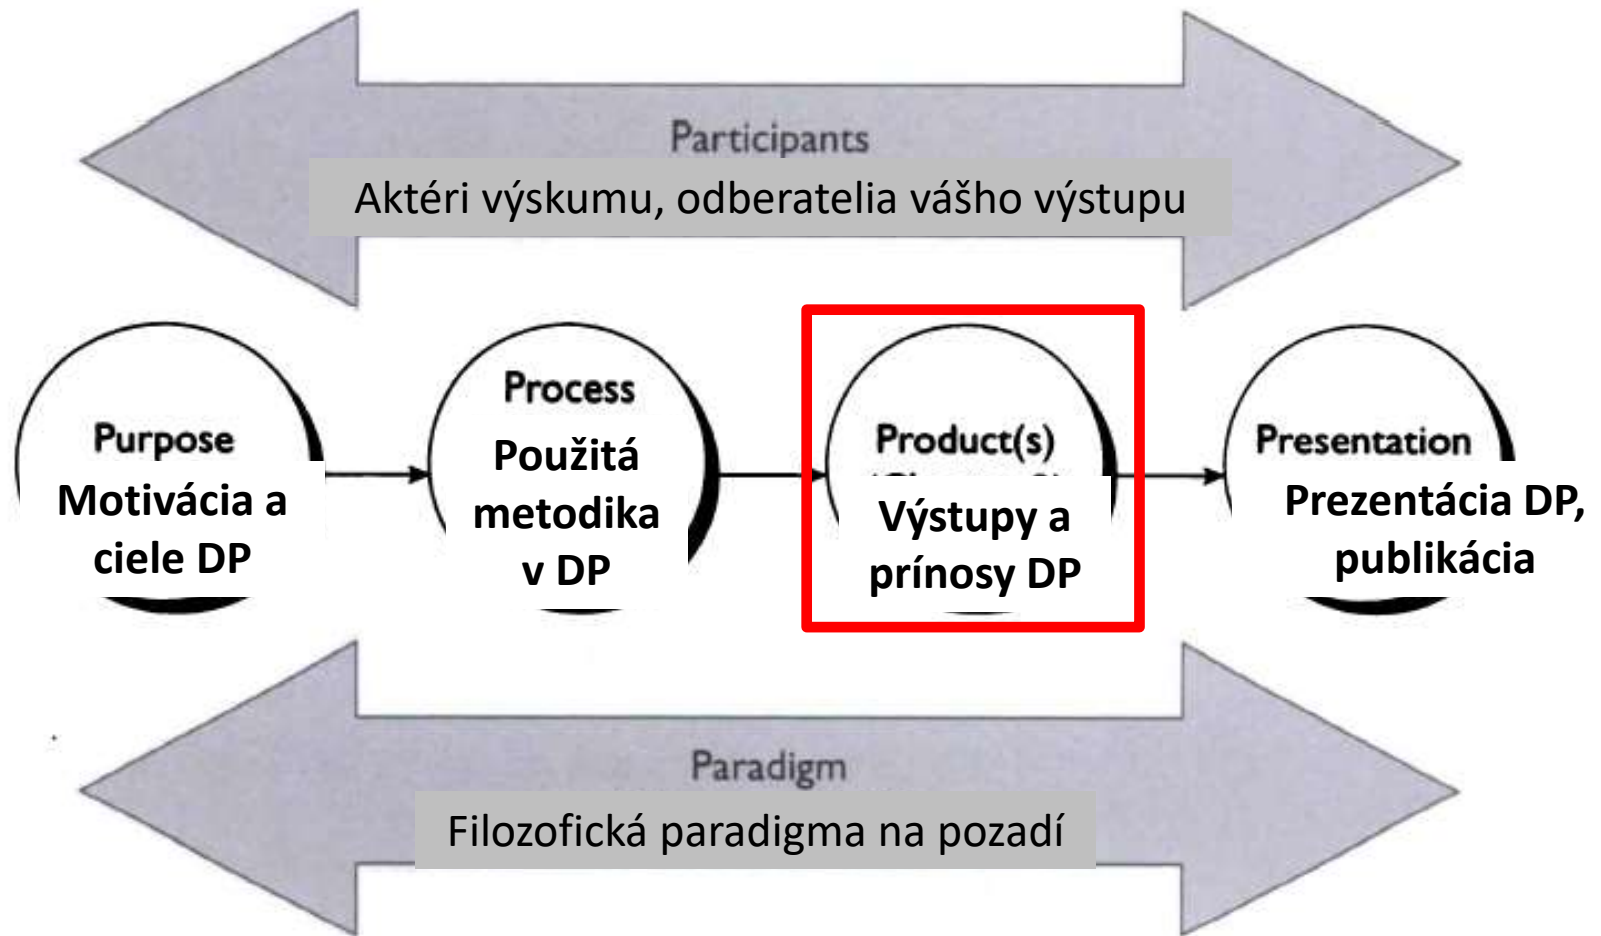 Participants
Aktéri výskumu, odberatelia vášho výstupu
Purpose
Motivácia a
ciele DP
Process
Použitá
metodika
v DP
Product(s)
Výstupy a
prínosy DP
Presentation
Prezentácia DP,
publikácia
Paradigm
Filozofická paradigma na pozadí